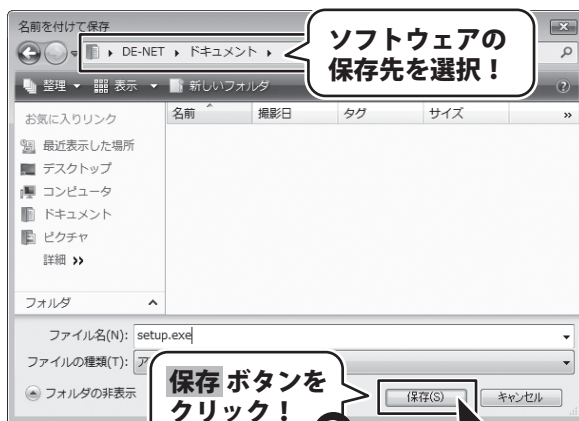 名前を付けて保存
DE-NET ▸ ドキュメント ▸
ソフトウェアの
保存先を選択！
整理 ▼ 表示 ▼ 新しいフォルダ
お気に入りリンク
名前 撮影日 タグ サイズ »
最近表示した場所
デスクトップ
コンピュータ
ドキュメント
ピクチャ
詳細 »
フォルダ
ファイル名(N): setup.exe
ファイルの種類(T):
保存 ボタンを
クリック！
フォルダの非表示
保存(S) キャンセル